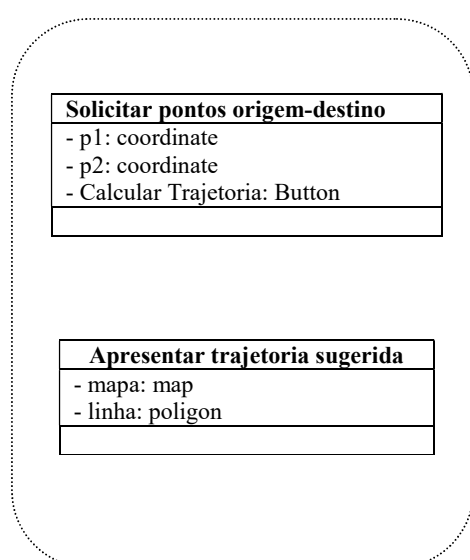 Solicitar pontos origem-destino
- p1: coordinate
- p2: coordinate
- Calcular Trajetoria: Button
Apresentar trajetoria sugerida
- mapa: map
- linha: poligon